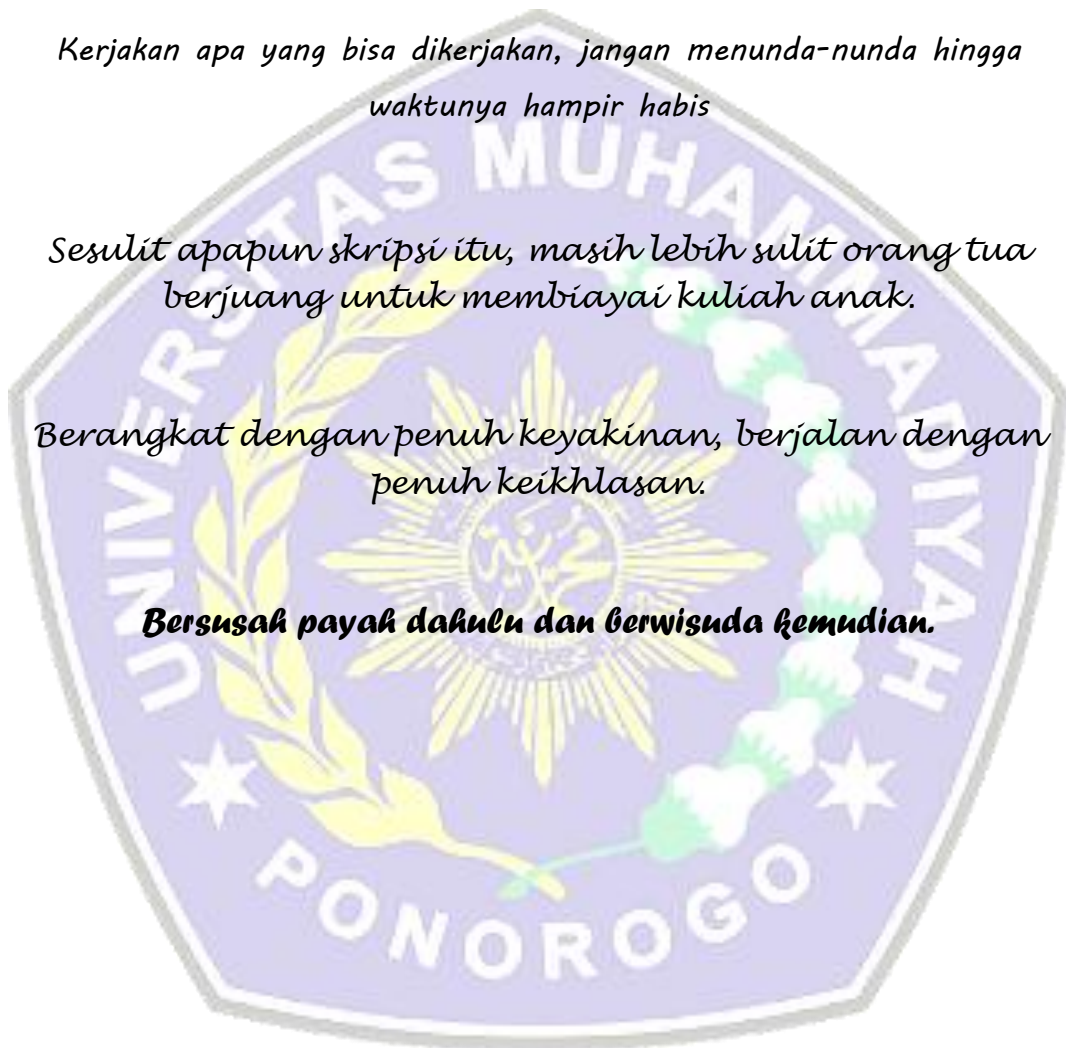 Kerjakan apa yang bisa dikerjakan, jangan menunda-nunda hingga
waktunya hampir habis
Sesulit apapun skripsi itu, masih lebih sulit orang tua
berjuang untuk membiayai kuliah anak.
Berangkat dengan penuh keyakinan, berjalan dengan
penuh keikhlasan.
Bersusah payah dahulu dan berwisuda kemudian.
UNIVERSITAS MUHAMMADIYAH
PONOROGO